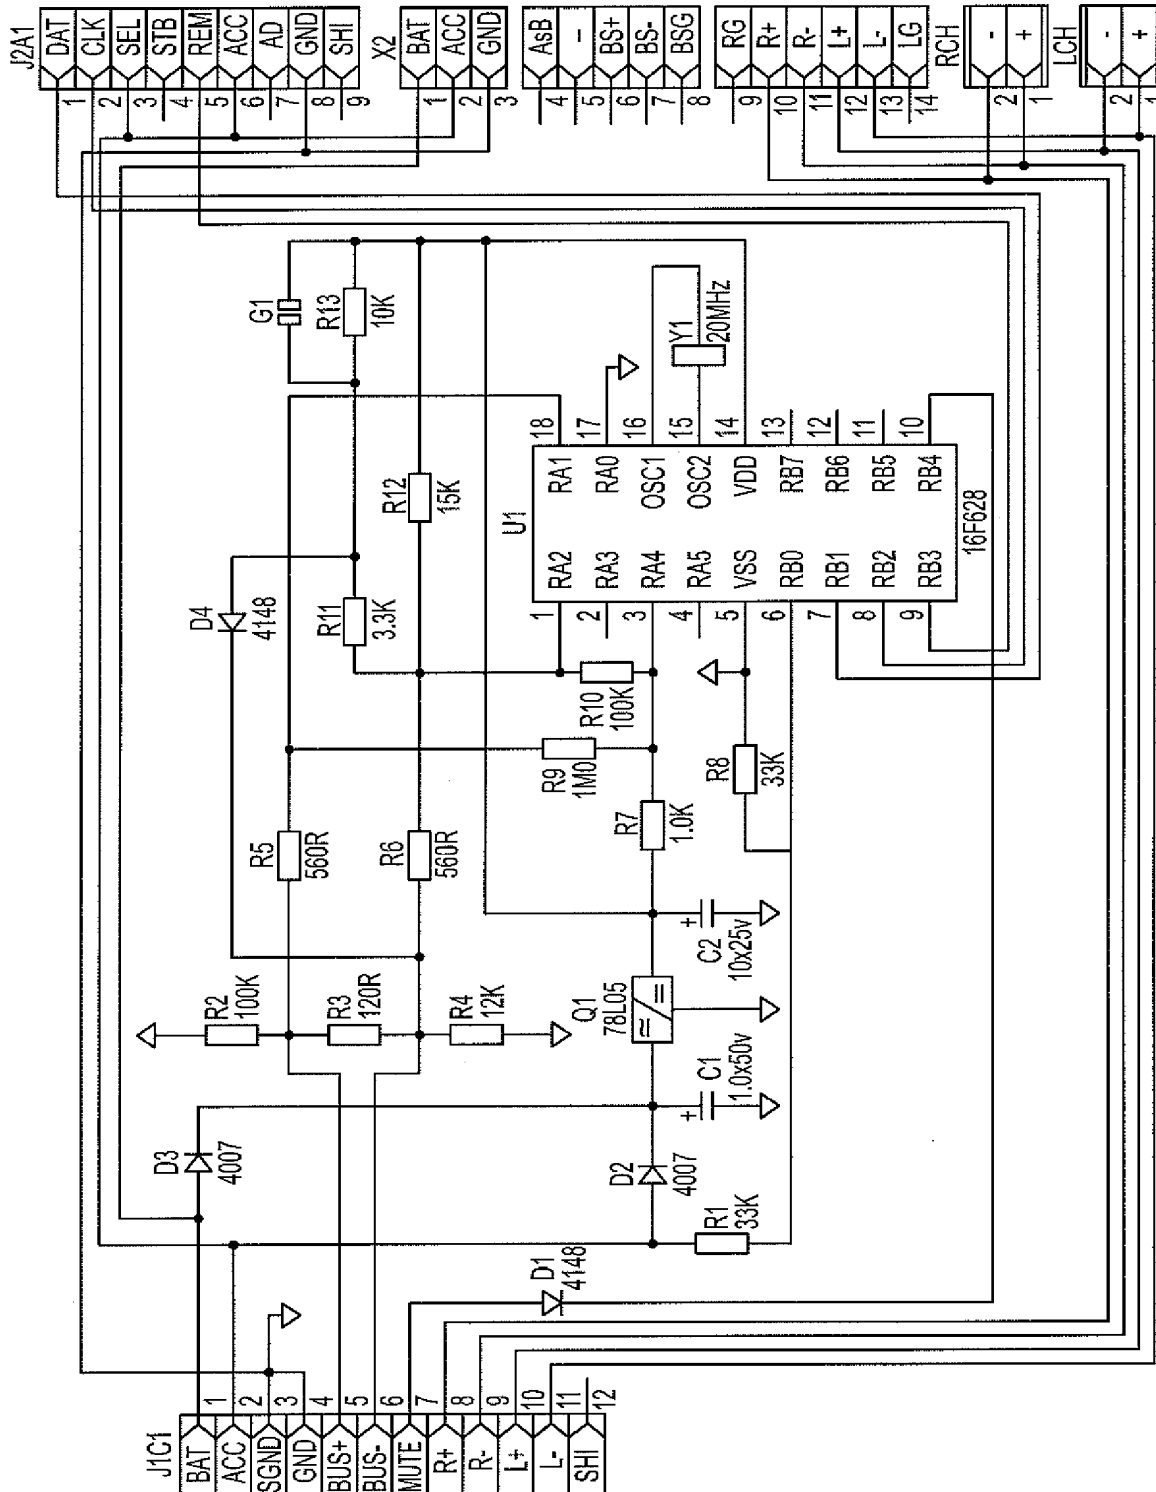 J2A1
DAT
CLK
SEL
STB
REM
ACC
AD
GND
SHI
1
2
3
4
5
6
7
8
9
X2
BAT
ACC
GND
1
2
3
AsB
-
BS+
BS-
BSG
4
5
6
7
8
RG
R+
R-
L+
L-
LG
9
10
11
12
13
14
RCH
-
+
2
1
LCH
-
+
2
1
G1
R13
10K
Y1
20MHz
R12
15K
D4
4148
R11
3.3K
U1
18
17
16
15
14
13
12
11
10
RA1
RA0
OSC1
OSC2
VDD
RB7
RB6
RB5
RB4
RA2
RA3
RA4
RA5
VSS
RB0
RB1
RB2
RB3
1
2
3
4
5
6
7
8
9
16F628
R10
100K
R9
1M0
R8
33K
R7
1.0K
R5
560R
R6
560R
R2
100K
R3
120R
R4
12K
Q1
78L05
+
C2
10x25v
+
C1
1.0x50v
D3
4007
D2
4007
R1
33K
D1
4148
J1C1
BAT
ACC
SGND
GND
BUS+
BUS-
MUTE
R+
R-
L+
L-
SHI
1
2
3
4
5
6
7
8
9
10
11
12